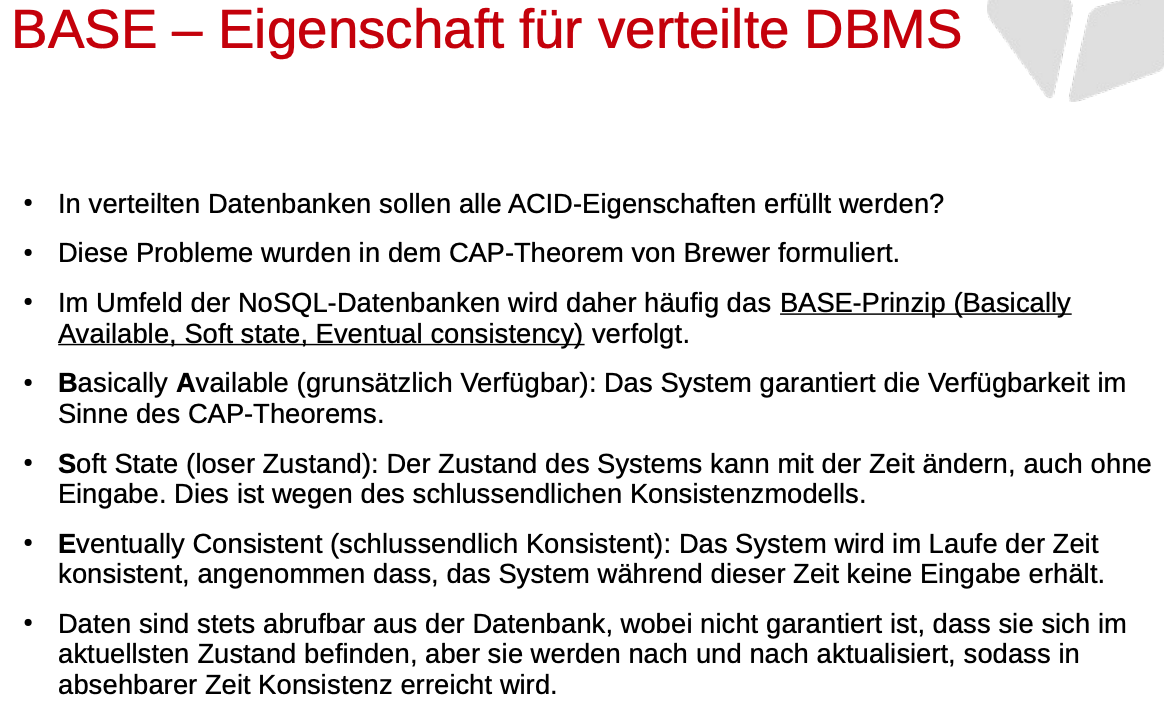 BASE – Eigenschaft für verteilte DBMS
• In verteilten Datenbanken sollen alle ACID-Eigenschaften erfüllt werden?
• Diese Probleme wurden in dem CAP-Theorem von Brewer formuliert.
• Im Umfeld der NoSQL-Datenbanken wird daher häufig das BASE-Prinzip (Basically
Available, Soft state, Eventual consistency) verfolgt.
• Basically Available (grunsätzlich Verfügbar): Das System garantiert die Verfügbarkeit im
Sinne des CAP-Theorems.
• Soft State (loser Zustand): Der Zustand des Systems kann mit der Zeit ändern, auch ohne
Eingabe. Dies ist wegen des schlussendlichen Konsistenzmodells.
• Eventually Consistent (schlussendlich Konsistent): Das System wird im Laufe der Zeit
konsistent, angenommen dass, das System während dieser Zeit keine Eingabe erhält.
• Daten sind stets abrufbar aus der Datenbank, wobei nicht garantiert ist, dass sie sich im
aktuellsten Zustand befinden, aber sie werden nach und nach aktualisiert, sodass in
absehbarer Zeit Konsistenz erreicht wird.